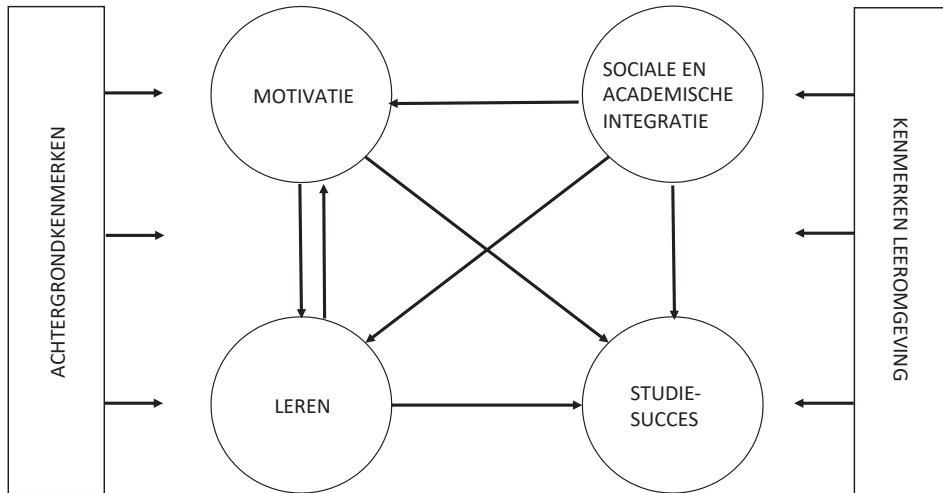 ACHTERGRONDKENMERKEN
MOTIVATIE
SOCIALE EN
ACADEMISCHE
INTEGRATIE
LEREN
STUDIE-
SUCCES
KENMERKEN LEEROMGEVING